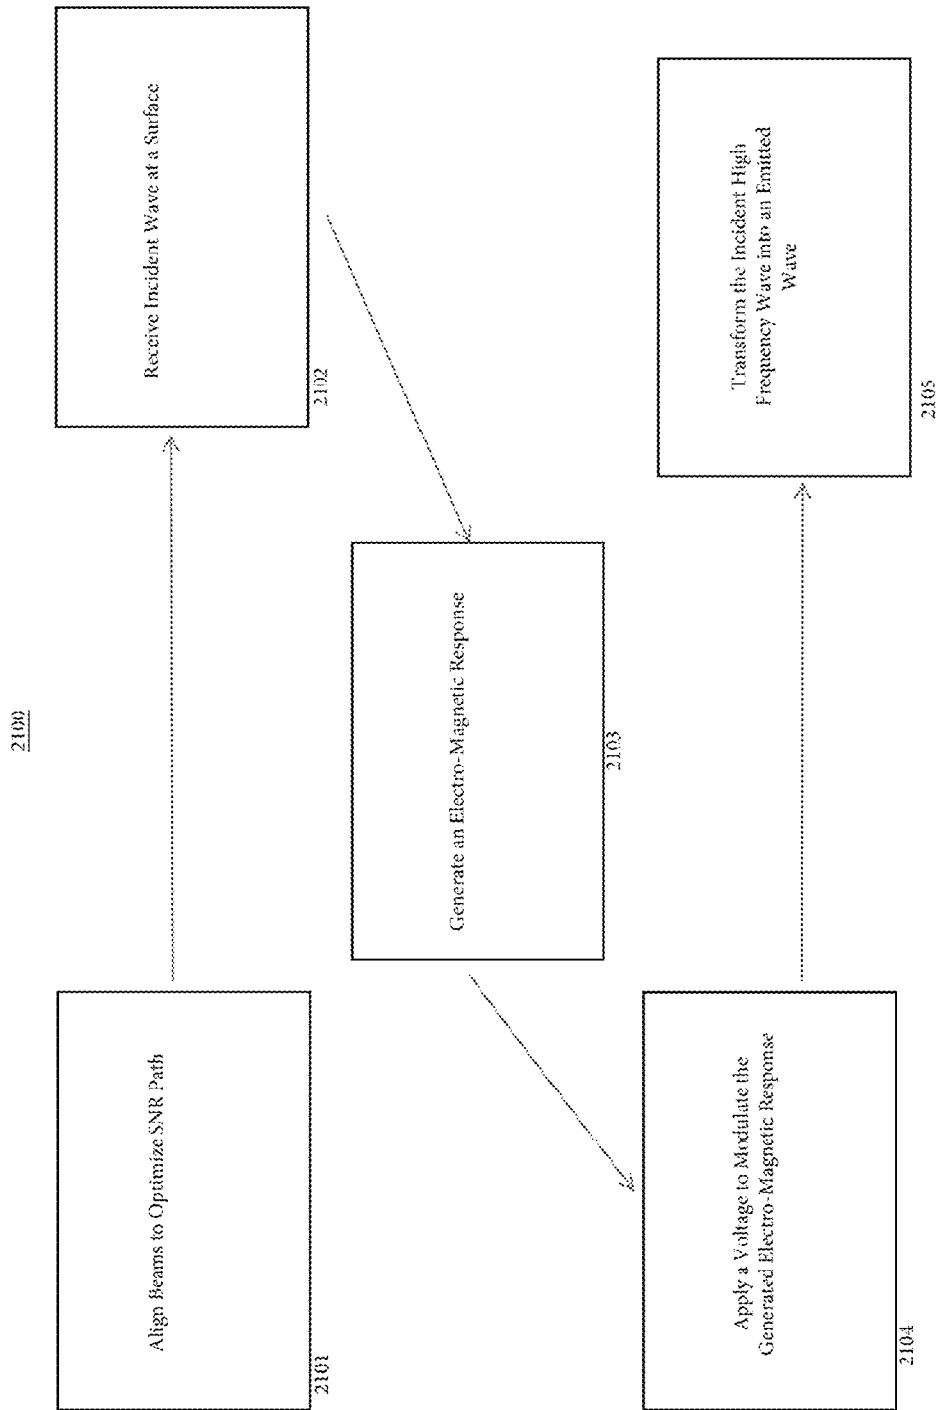 2100
Align Beams to Optimize SNR Path
2101
Receive Incident Wave at a Surface
2102
Generate an Electro-Magnetic Response
2103
Apply a Voltage to Modulate the
Generated Electro-Magnetic Response
2104
Transform the Incident High
Frequency Wave into an Emitted
Wave
2105